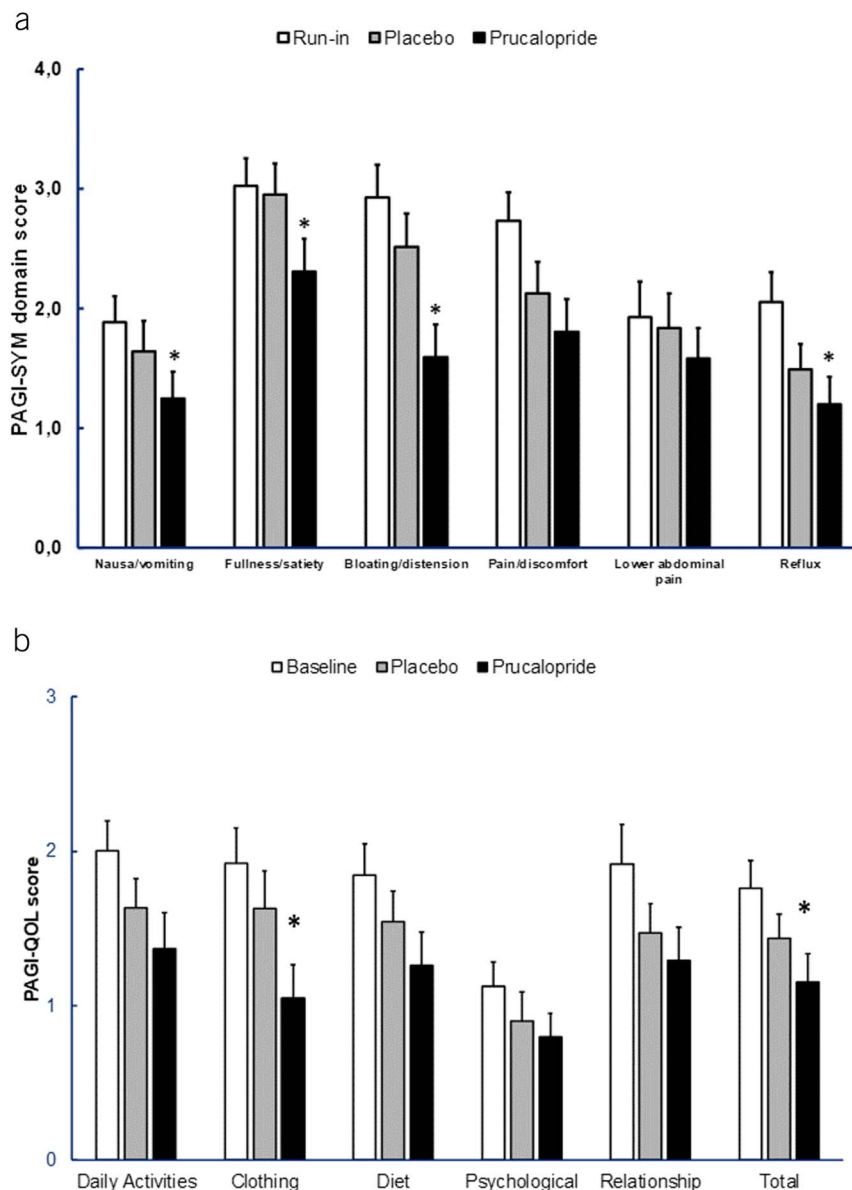 a
Run-in Placebo Prucalopride
4,0
3,0
2,0
1,0
0,0
PAGI-SYM domain score
*
*
*
*
Nausa/vomiting Fullness/satiety Bloating/distension Pain/discomfort Lower abdominal pain Reflux
b
Baseline Placebo Prucalopride
3
2
1
0
PAGI-QOL score
*
*
Daily Activities Clothing Diet Psychological Relationship Total